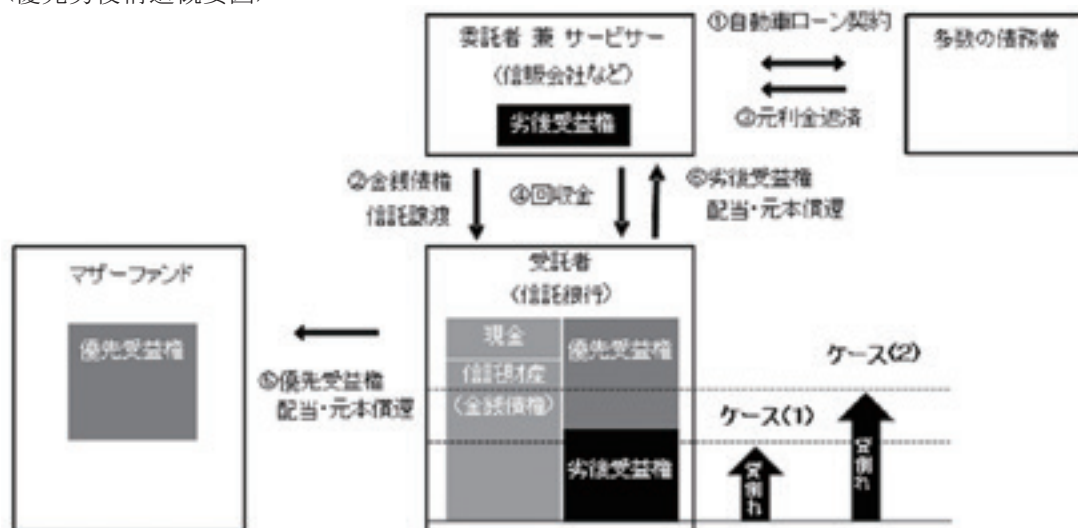 〈優先劣後構造概要図〉
委託者 兼 サービサー
(信販会社など)
劣後受益権
①自動車ローン契約
多数の債務者
③元利金返済
②金銭債権
信託譲渡
④回収金
⑥劣後受益権
配当・元本償還
マザーファンド
優先受益権
⑤優先受益権
配当・元本償還
受託者
(信託銀行)
現金
信託財産
(金銭債権)
優先受益権
劣後受益権
ケース(1)
ケース(2)
貸倒れ
貸倒れ